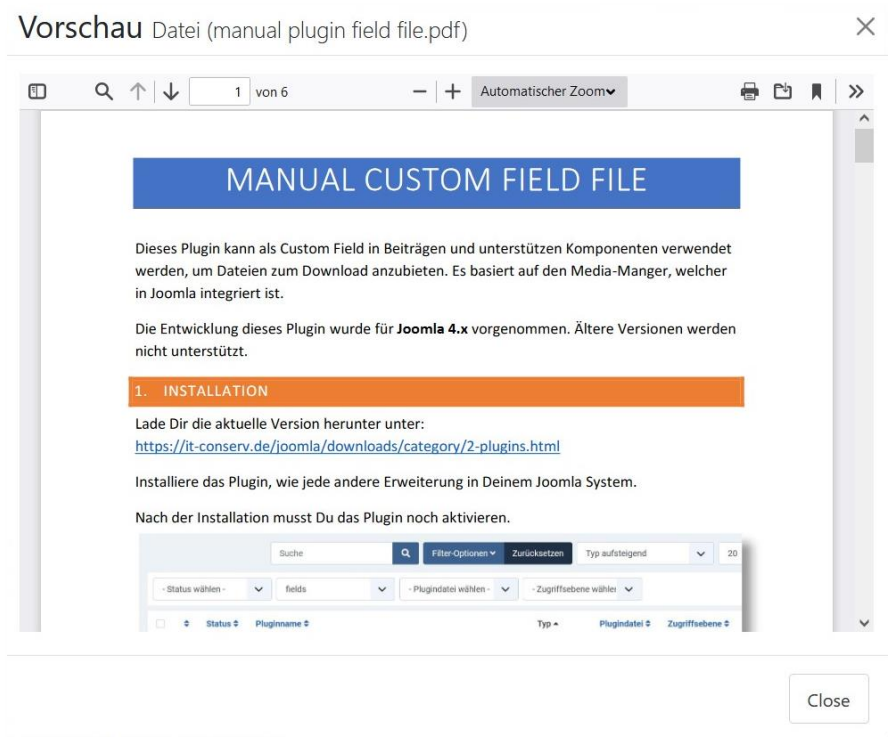 Vorschau Datei (manual plugin field file.pdf)
1 von 6 Automatischer Zoom
MANUAL CUSTOM FIELD FILE
Dieses Plugin kann als Custom Field in Beiträgen und unterstützen Komponenten verwendet
werden, um Dateien zum Download anzubieten. Es basiert auf den Media-Manger, welcher
in Joomla integriert ist.
Die Entwicklung dieses Plugin wurde für Joomla 4.x vorgenommen. Ältere Versionen werden
nicht unterstützt.
1. INSTALLATION
Lade Dir die aktuelle Version herunter unter:
https://it-conserv.de/joomla/downloads/category/2-plugins.html
Installiere das Plugin, wie jede andere Erweiterung in Deinem Joomla System.
Nach der Installation musst Du das Plugin noch aktivieren.
Suche Filter-Optionen Zurücksetzen Typ aufsteigend 20
- Status wählen - fields - Plugindatei wählen - - Zugriffsebene wählen
Status Pluginname Typ Plugindatei Zugriffsebene
Close